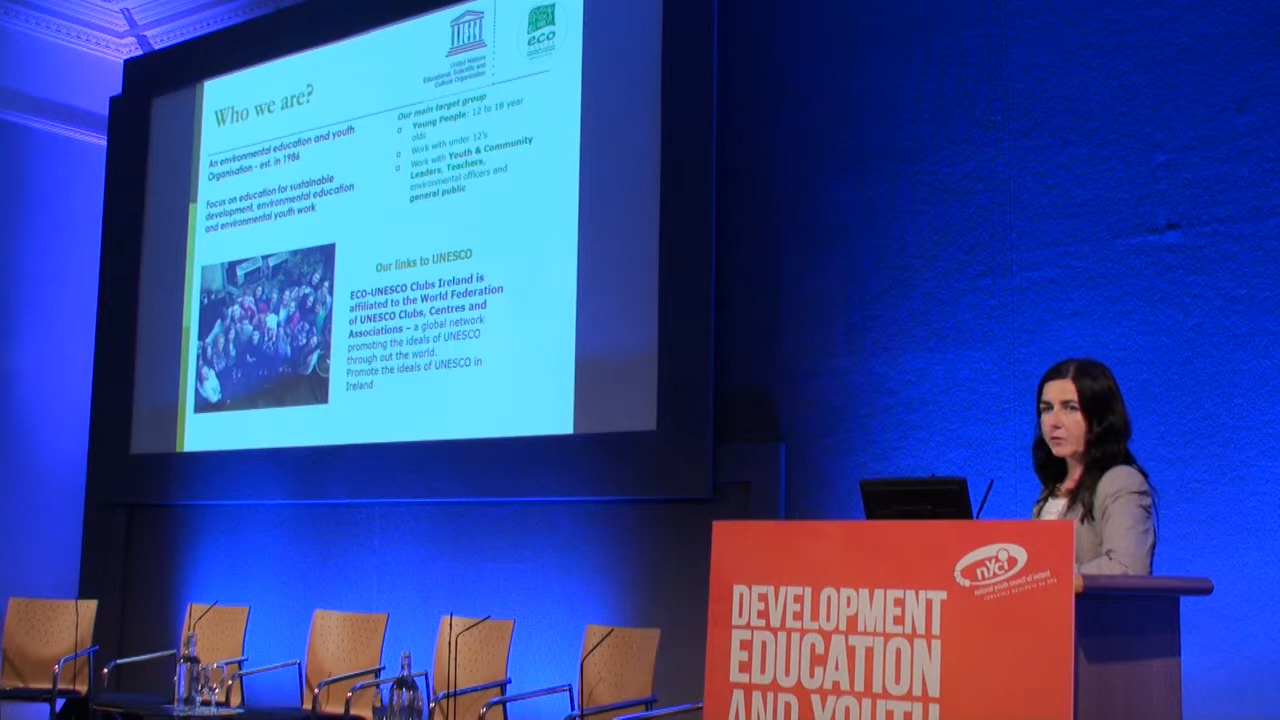 United Nations
Educational, Scientific and
Cultural Organization
eco
Who we are?
An environmental education and youth
Organisation - est. in 1986
Focus on education for sustainable
development, environmental education
and environmental youth work
Our main target group
Young People: 12 to 18 year
olds
Work with under 12's
Work with Youth & Community
Leaders, Teachers,
environmental officers and
general public
Our links to UNESCO
ECO-UNESCO Clubs Ireland is
affiliated to the World Federation
of UNESCO Clubs, Centres and
Associations – a global network
promoting the ideals of UNESCO
through out the world.
Promote the ideals of UNESCO in
Ireland
nyci
national youth council of ireland
DEVELOPMENT
EDUCATION
AND YOUTH